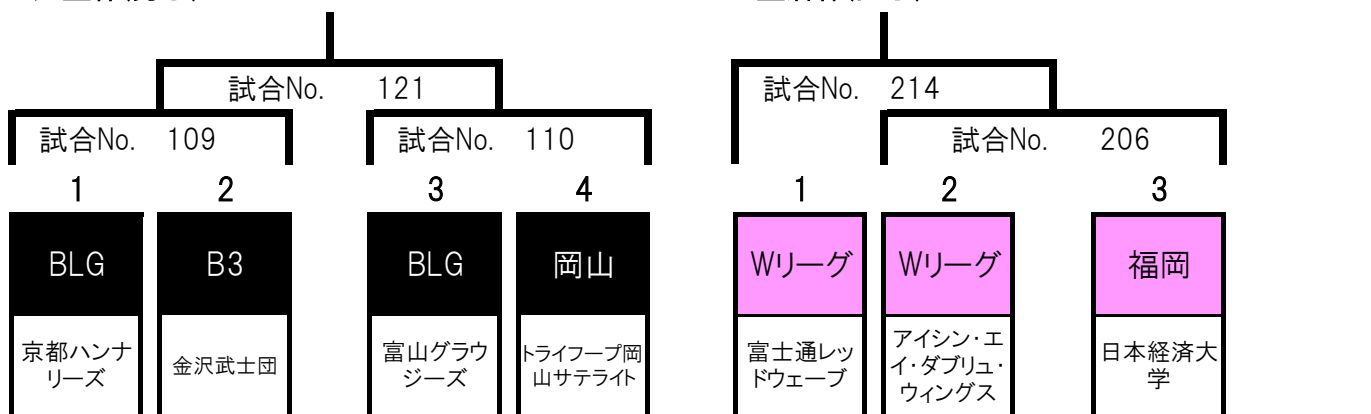 試合No. 121
試合No. 214
試合No. 109
試合No. 110
試合No. 206
1
2
3
4
1
2
3
BLG
B3
BLG
岡山
Wリーグ
Wリーグ
福岡
京都ハンナ
リーズ
金沢武士団
富山グラウ
ジーズ
トライフープ岡
山サテライト
富士通レッ
ドウェーブ
アイシン・エ
イ・ダブリュ・
ウィングス
日本経済大
学